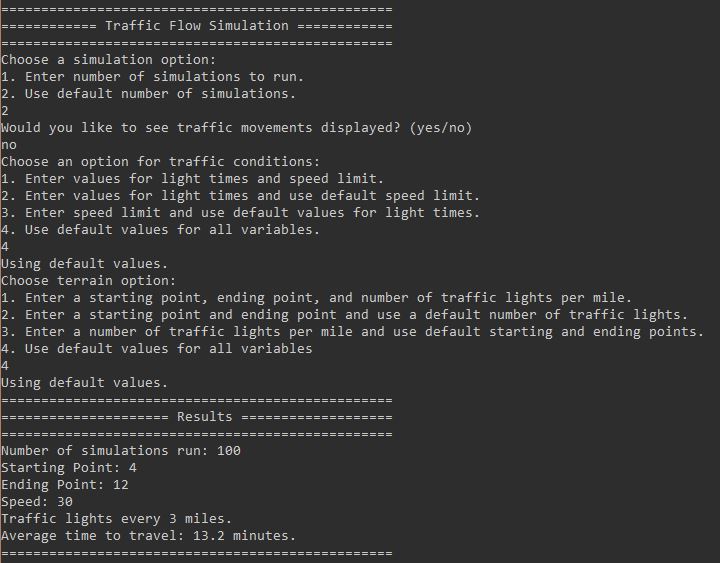 =================================================
============ Traffic Flow Simulation ============
=================================================
Choose a simulation option:
1. Enter number of simulations to run.
2. Use default number of simulations.
2
Would you like to see traffic movements displayed? (yes/no)
no
Choose an option for traffic conditions:
1. Enter values for light times and speed limit.
2. Enter values for light times and use default speed limit.
3. Enter speed limit and use default values for light times.
4. Use default values for all variables.
4
Using default values.
Choose terrain option:
1. Enter a starting point, ending point, and number of traffic lights per mile.
2. Enter a starting point and ending point and use a default number of traffic lights.
3. Enter a number of traffic lights per mile and use default starting and ending points.
4. Use default values for all variables
4
Using default values.
=================================================
===================== Results ===================
=================================================
Number of simulations run: 100
Starting Point: 4
Ending Point: 12
Speed: 30
Traffic lights every 3 miles.
Average time to travel: 13.2 minutes.
=================================================